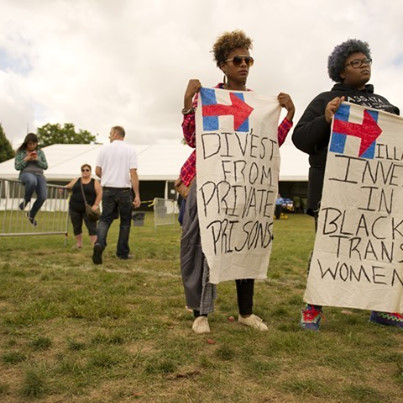 DIVEST
FROM
PRIVATE
PRISONS
INVEST
IN
BLACK
TRANS
WOMEN